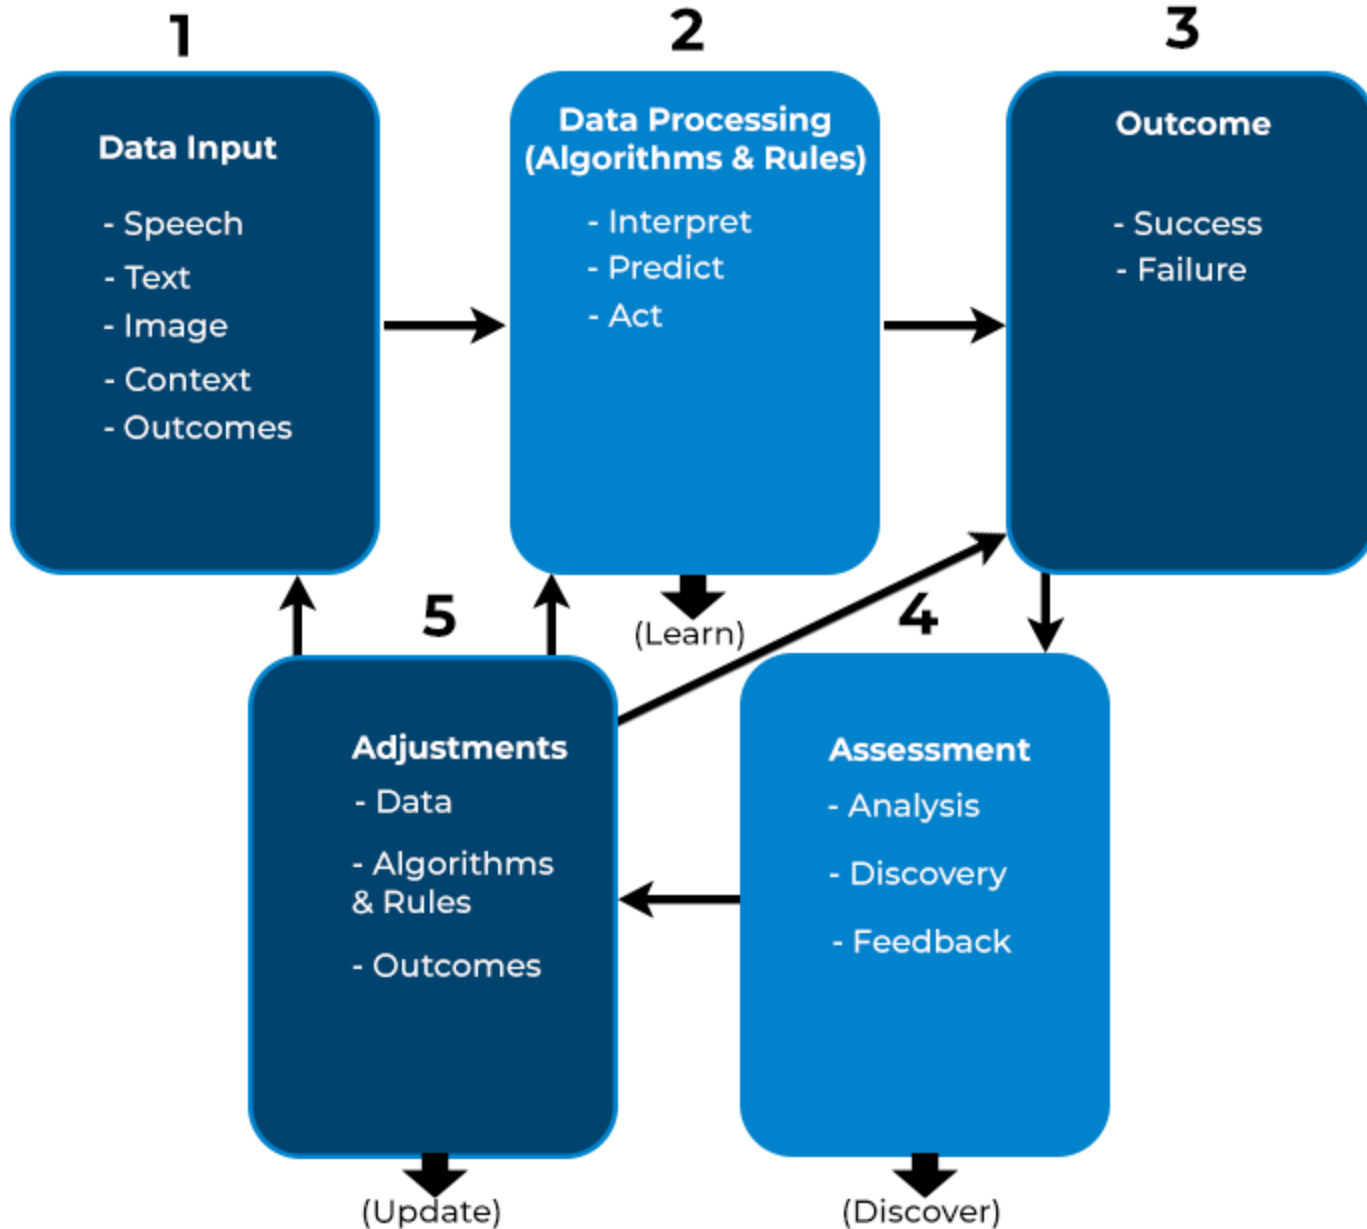 1
Data Input
- Speech
- Text
- Image
- Context
- Outcomes
2
Data Processing
(Algorithms & Rules)
- Interpret
- Predict
- Act
(Learn)
3
Outcome
- Success
- Failure
4
Assessment
- Analysis
- Discovery
- Feedback
(Discover)
5
Adjustments
- Data
- Algorithms
& Rules
- Outcomes
(Update)